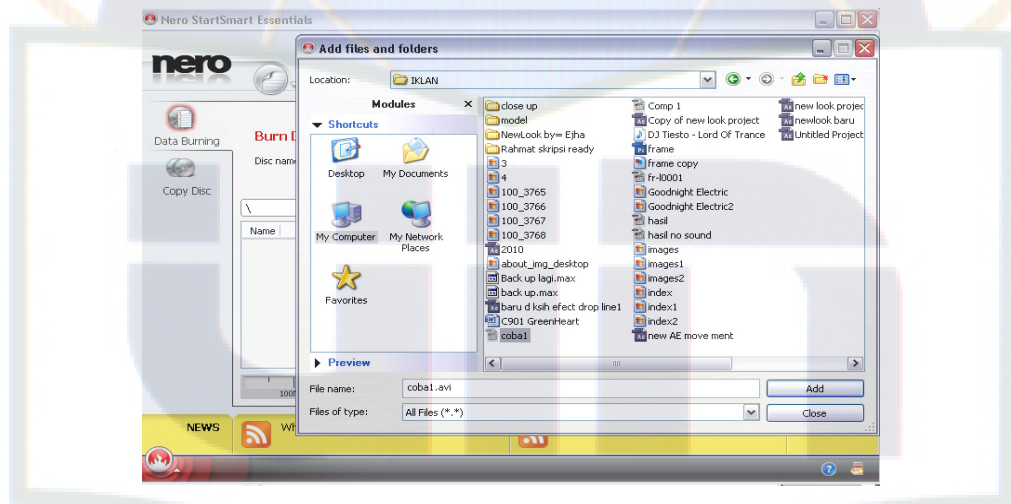 Nero StartSmart Essentials
Add files and folders
nero
Location: IKLAN
Modules
Shortcuts
Desktop My Documents
My Computer My Network Places
Favorites
Preview
Data Burning
Copy Disc
Burn D
Disc name
\
Name
close up
model
NewLook by= Ejha
Rahmat skripsi ready
3
4
100_3765
100_3766
100_3767
100_3768
2010
about_img_desktop
Back up lagi.max
back up.max
baru d ksih efect drop line1
C901 GreenHeart
coba1
Comp 1
Copy of new look project
DJ Tiesto - Lord Of Trance
frame
frame copy
fr-l0001
Goodnight Electric
Goodnight Electric2
hasil
hasil no sound
images
images1
images2
index
index1
index2
new AE move ment
new look projec
newlook baru
Untitled Project
File name: coba1.avi
Add
Files of type: All Files (*.*)
Close
NEWS